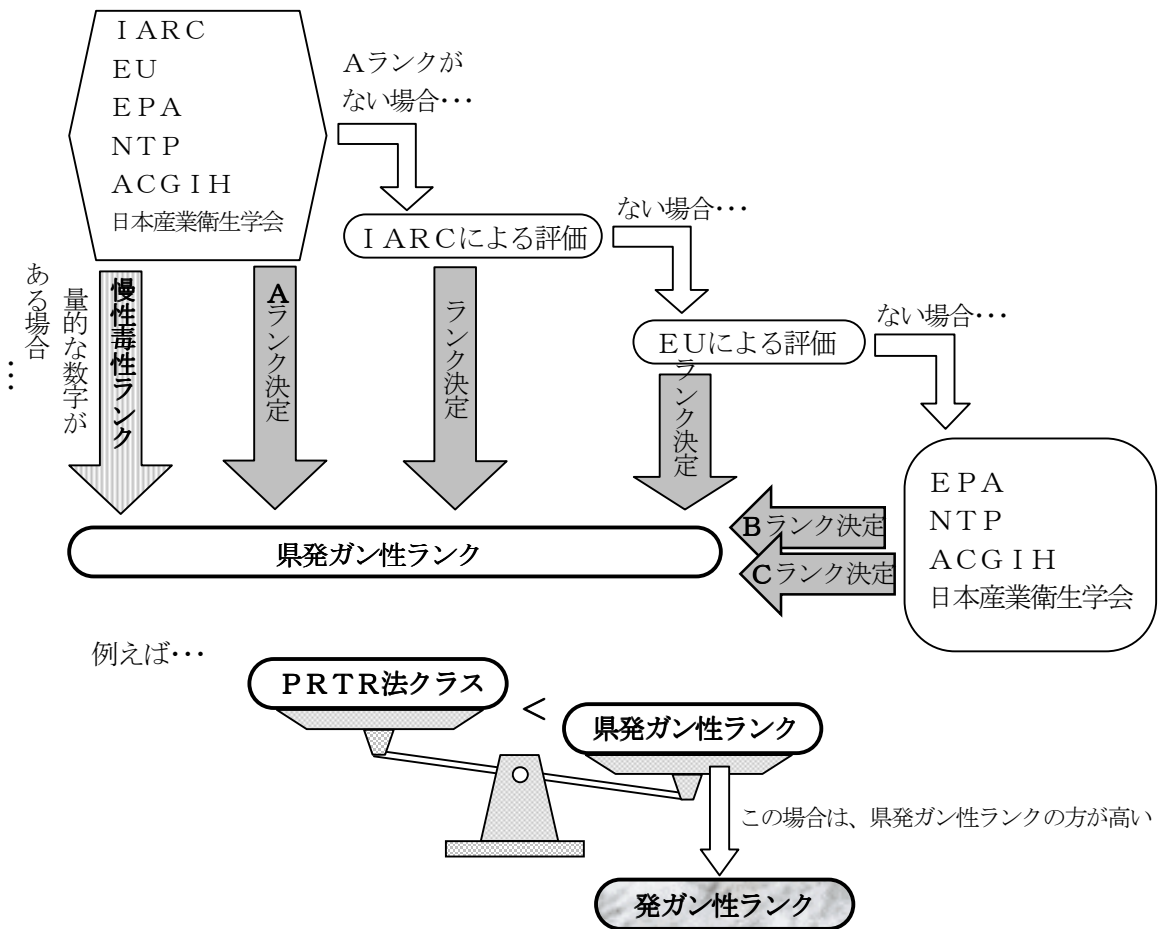 ＩＡＲＣ
ＥＵ
ＥＰＡ
ＮＴＰ
ＡＣＧＩＨ
日本産業衛生学会
Ａランクが
ない場合･･･
ＩＡＲＣによる評価
ない場合･･･
ＥＵによる評価
ない場合･･･
量的な数字が
ある場合
･･･
慢性毒性ランク
Ａランク決定
ランク決定
ランク決定
ＥＰＡ
ＮＴＰ
ＡＣＧＩＨ
日本産業衛生学会
Ｂランク決定
Ｃランク決定
県発ガン性ランク
例えば･･･
ＰＲＴＲ法クラス
＜
県発ガン性ランク
この場合は、県発ガン性ランクの方が高い
発ガン性ランク